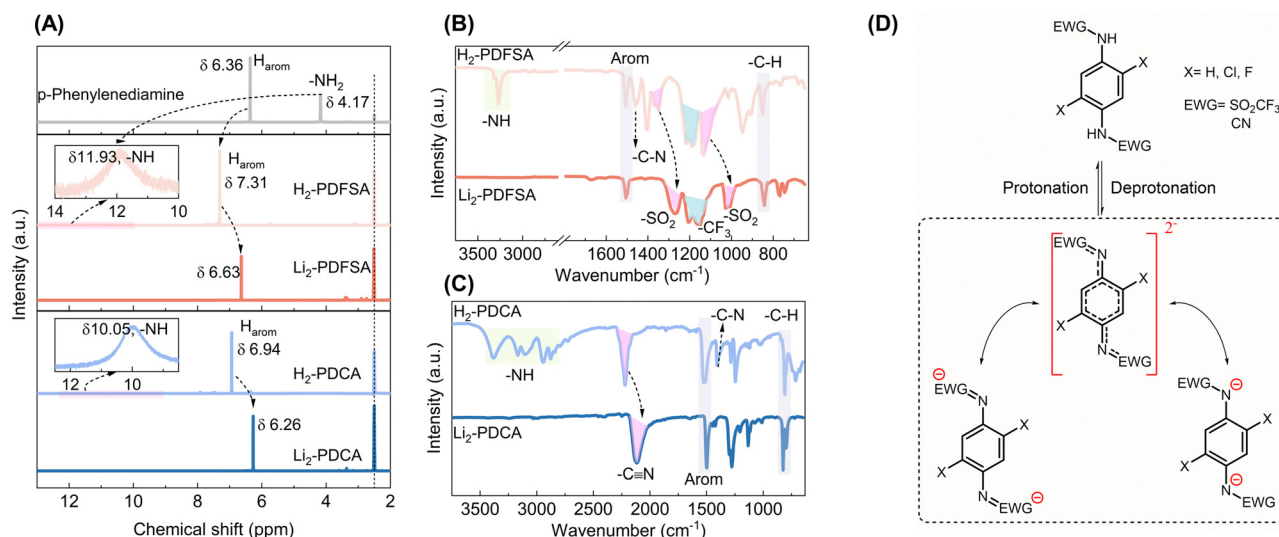 (A)
Intensity (a.u.)
δ 6.36
H_arom
-NH₂
p-Phenylenediamine
δ 4.17
δ11.93, -NH
H_arom
δ 7.31
14 12 10
H₂-PDFSA
δ 6.63
Li₂-PDFSA
δ10.05, -NH
H_arom
δ 6.94
12 10
H₂-PDCA
δ 6.26
Li₂-PDCA
12 10 8 6 4 2
Chemical shift (ppm)
(B)
Intensity (a.u.)
H₂-PDFSA
Arom
-C-H
-NH
-C-N
Li₂-PDFSA
-SO₂
-CF₃
-SO₂
3500 3000 1600 1400 1200 1000 800
Wavenumber (cm⁻¹)
(C)
Intensity (a.u.)
H₂-PDCA
-C-N
-C-H
-NH
Li₂-PDCA
-C≡N
Arom
3500 3000 2500 2000 1500 1000
Wavenumber (cm⁻¹)
(D)
EWG
NH
X
X
HN
EWG
X= H, Cl, F
EWG= SO₂CF₃
CN
Protonation
Deprotonation
2-
EWG
N
X
X
N
EWG
⊖
EWG
N
X
X
N
EWG
⊖
EWG
N
⊖
X
X
⊖
N
EWG